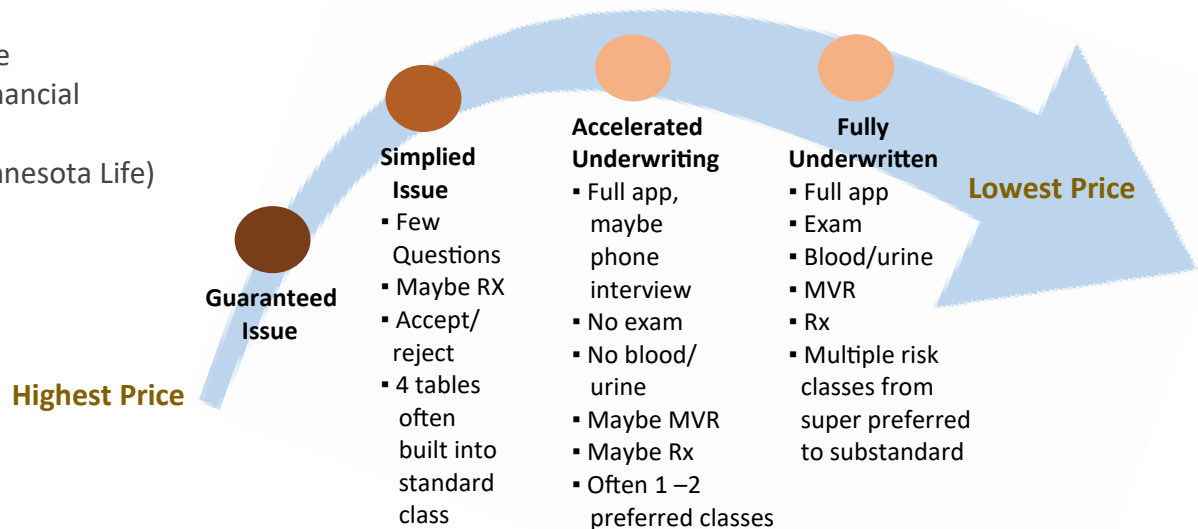 e
nancial
nnesota Life)
Highest Price
Guaranteed
Issue
Simplied
Issue
▪ Few
Questions
▪ Maybe RX
▪ Accept/
reject
▪ 4 tables
often
built into
standard
class
Accelerated
Underwriting
▪ Full app,
maybe
phone
interview
▪ No exam
▪ No blood/
urine
▪ Maybe MVR
▪ Maybe Rx
▪ Often 1 –2
preferred classes
Fully
Underwritten
▪ Full app
▪ Exam
▪ Blood/urine
▪ MVR
▪ Rx
▪ Multiple risk
classes from
super preferred
to substandard
Lowest Price